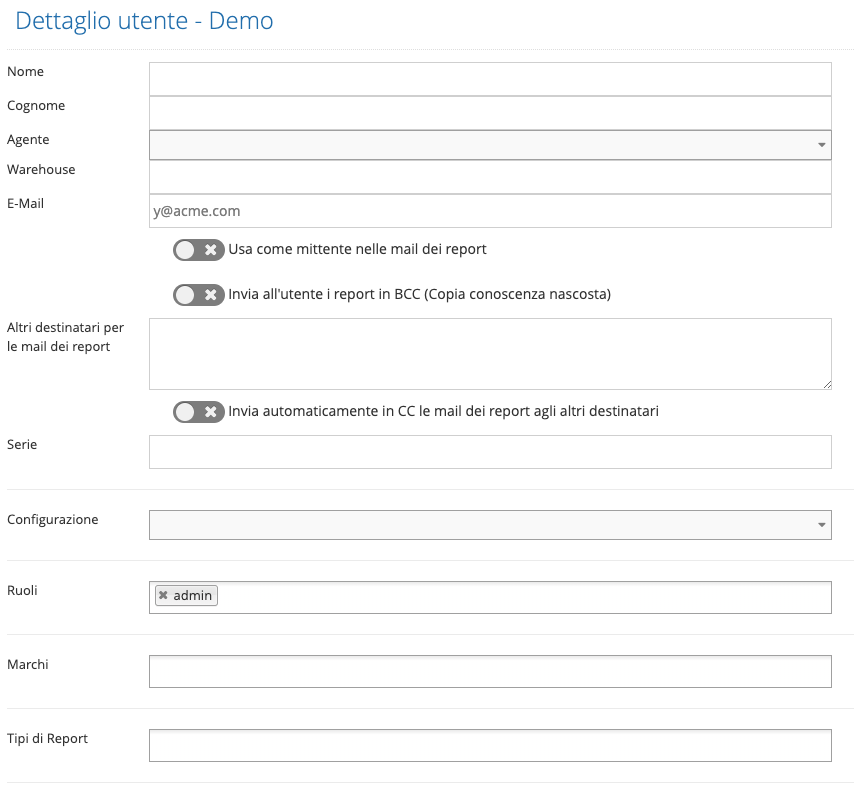 Dettaglio utente - Demo
Nome
Cognome
Agente
Warehouse
E-Mail
y@acme.com
Usa come mittente nelle mail dei report
Invia all'utente i report in BCC (Copia conoscenza nascosta)
Altri destinatari per
le mail dei report
Invia automaticamente in CC le mail dei report agli altri destinatari
Serie
Configurazione
Ruoli
admin
Marchi
Tipi di Report